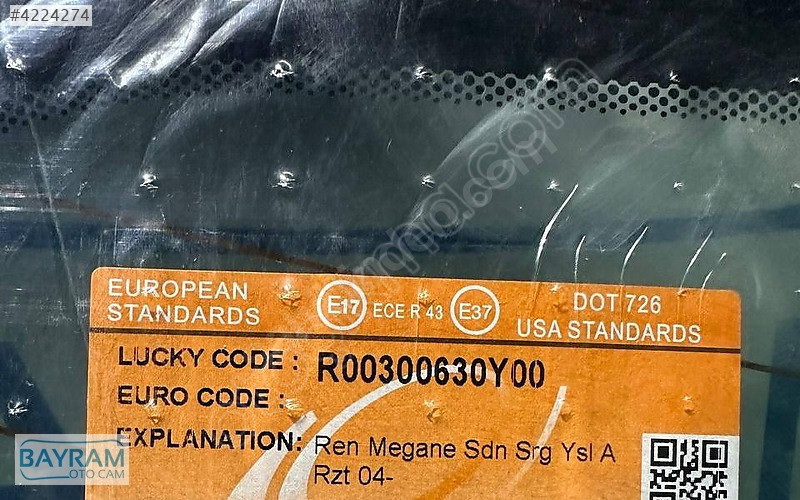 #4224274
EUROPEAN
STANDARDS
E17 ECE R 43 E37
DOT 726
USA STANDARDS
LUCKY CODE : R00300630Y00
EURO CODE :
EXPLANATION: Ren Megane Sdn Srg Ysl A
Rzt 04-
BAYRAM
OTO CAM